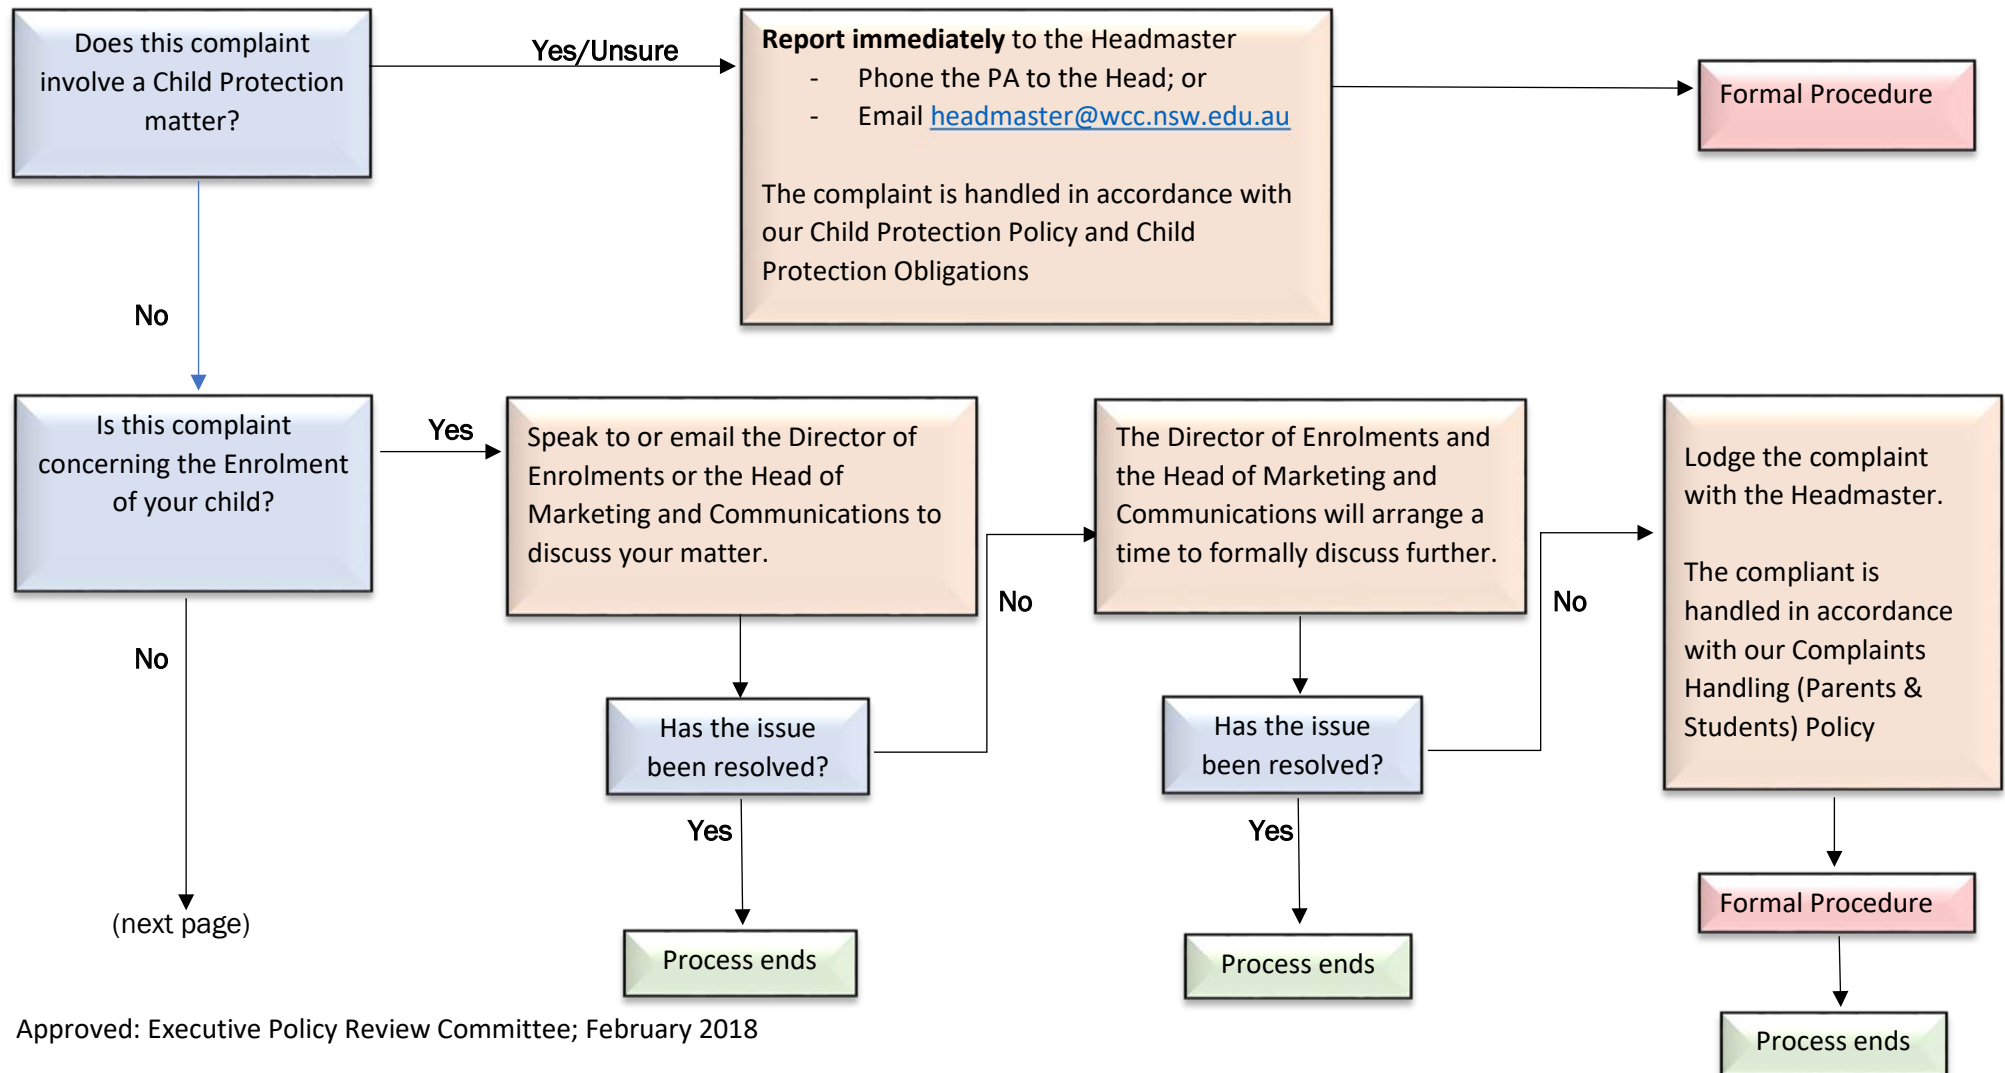 Does this complaint
involve a Child Protection
matter?
Yes/Unsure
Report immediately to the Headmaster
- Phone the PA to the Head; or
- Email headmaster@wcc.nsw.edu.au
The complaint is handled in accordance with
our Child Protection Policy and Child
Protection Obligations
Formal Procedure
No
Is this complaint
concerning the Enrolment
of your child?
Yes
Speak to or email the Director of
Enrolments or the Head of
Marketing and Communications to
discuss your matter.
No
The Director of Enrolments and
the Head of Marketing and
Communications will arrange a
time to formally discuss further.
No
Lodge the complaint
with the Headmaster.
The compliant is
handled in accordance
with our Complaints
Handling (Parents &
Students) Policy
No
Has the issue
been resolved?
Has the issue
been resolved?
Yes
Yes
(next page)
Process ends
Process ends
Formal Procedure
Process ends
Approved: Executive Policy Review Committee; February 2018